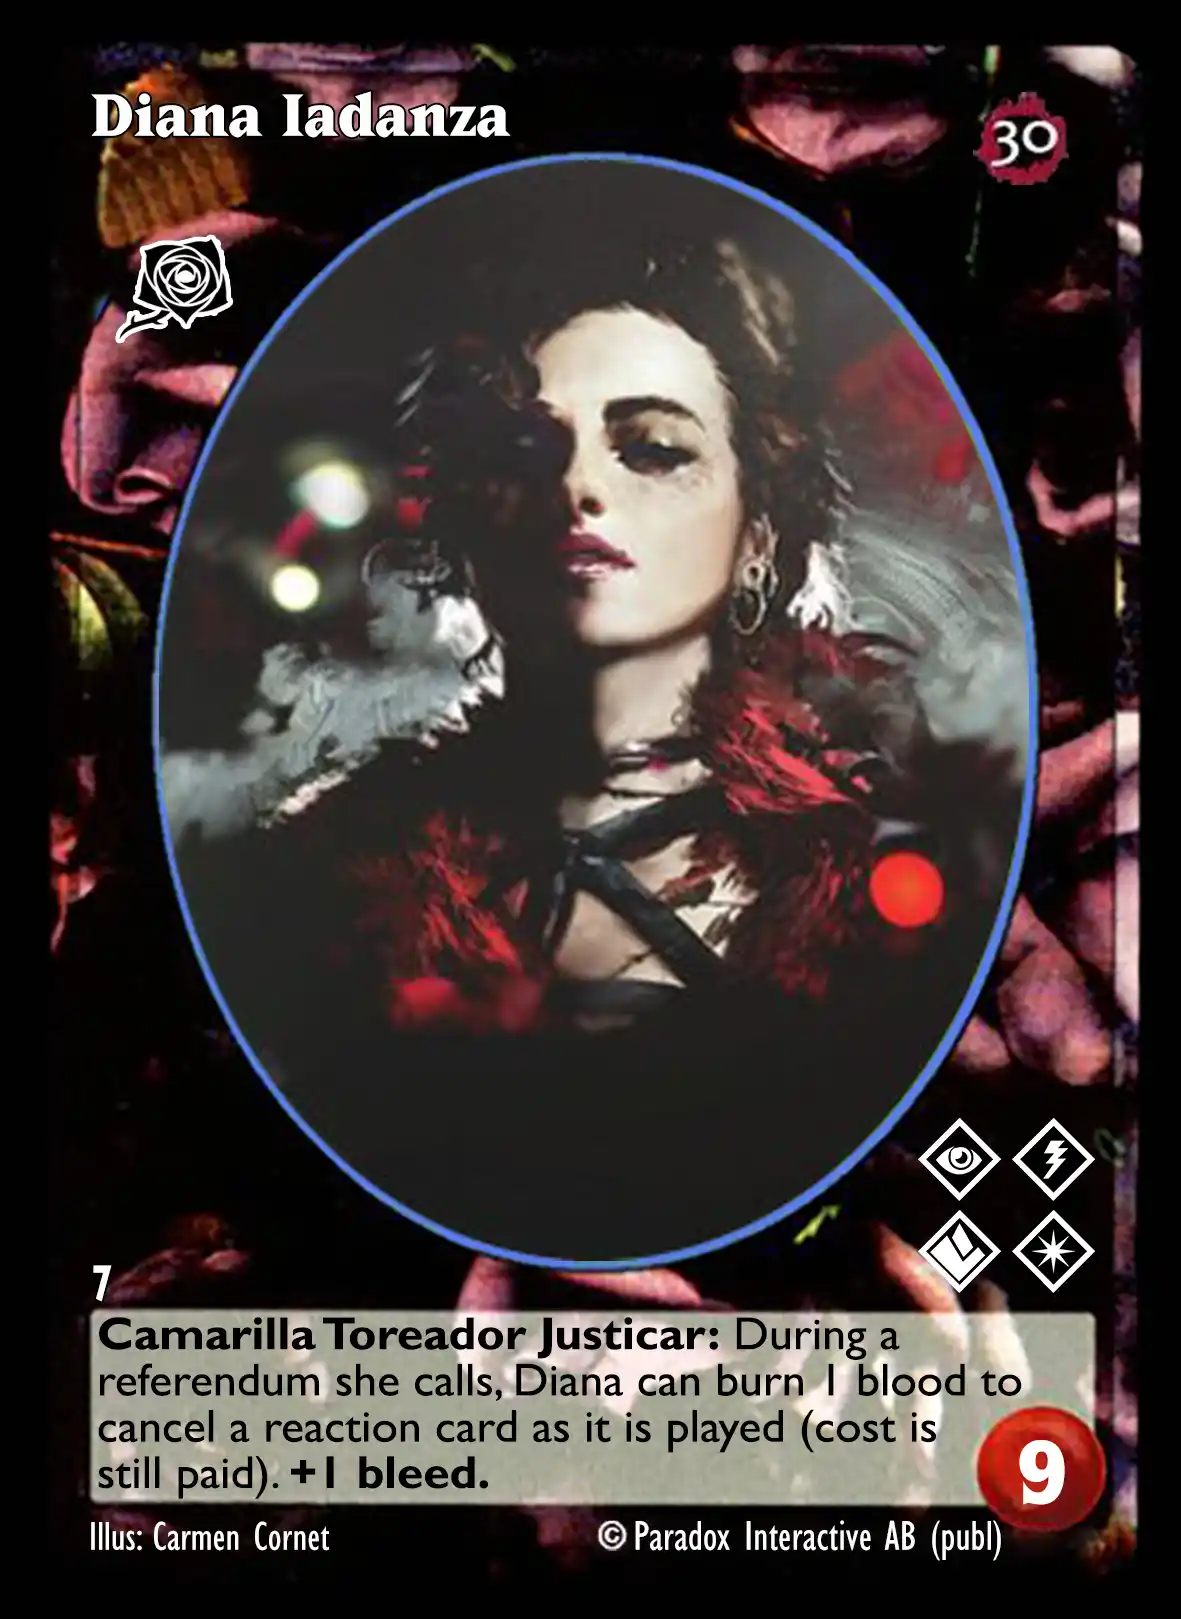 Diana Iadanza
30
7
Camarilla Toreador Justicar: During a
referendum she calls, Diana can burn 1 blood to
cancel a reaction card as it is played (cost is
still paid). +1 bleed.
9
Illus: Carmen Cornet
© Paradox Interactive AB (publ)